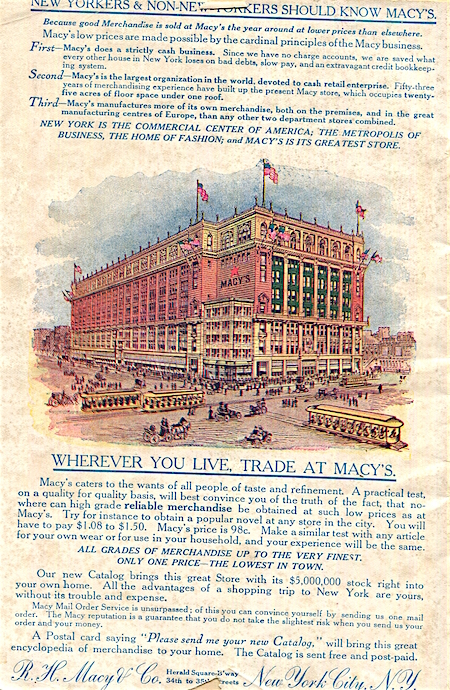 NEW YORKERS & NON-NEW YORKERS SHOULD KNOW MACY'S.
Because good Merchandise is sold at Macy's the year around at lower prices than elsewhere.
Macy's low prices are made possible by the cardinal principles of the Macy business.
First—Macy's does a strictly cash business. Since we have no charge accounts, we are saved what
every other house in New York loses on bad debts, slow pay, and an extravagant credit bookkeep-
ing system.
Second—Macy's is the largest organization in the world, devoted to cash retail enterprise. Fifty-three
years of merchandising experience have built up the present Macy store, which occupies twenty-
five acres of floor space under one roof.
Third—Macy's manufactures more of its own merchandise, both on the premises, and in the great
manufacturing centres of Europe, than any other two department stores combined.
NEW YORK IS THE COMMERCIAL CENTER OF AMERICA; THE METROPOLIS OF
BUSINESS, THE HOME OF FASHION; and MACY'S IS ITS GREATEST STORE.
MACY'S
WHEREVER YOU LIVE, TRADE AT MACY'S.
Macy's caters to the wants of all people of taste and refinement. A practical test,
on a quality for quality basis, will best convince you of the truth of the fact, that no-
where can high grade reliable merchandise be obtained at such low prices as at
Macy's. Try for instance to obtain a popular novel at any store in the city. You will
have to pay $1.08 to $1.50. Macy's price is 98c. Make a similar test with any article
for your own wear or for use in your household, and your experience will be the same.
ALL GRADES OF MERCHANDISE UP TO THE VERY FINEST.
ONLY ONE PRICE—THE LOWEST IN TOWN.
Our new Catalog brings this great Store with its $5,000,000 stock right into
your own home. All the advantages of a shopping trip to New York are yours,
without its trouble and expense.
Macy Mail Order Service is unsurpassed; of this you can convince yourself by sending us one mail
order. The Macy reputation is a guarantee that you do not take the slightest risk when you send us your
order and your money.
A Postal card saying "Please send me your new Catalog," will bring this great
encyclopedia of merchandise to your home. The Catalog is sent free and post-paid.
R. H. Macy & Co. Herald Square-B'way New York City, N.Y.
34th to 35th Streets